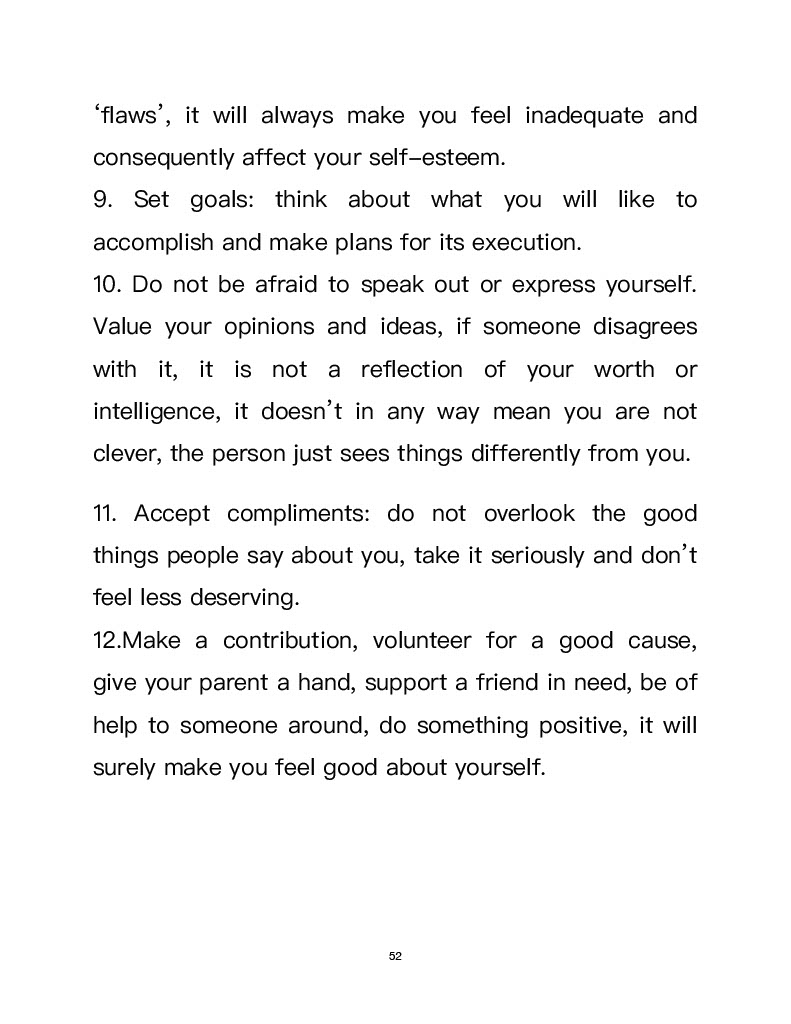 ‘flaws’, it will always make you feel inadequate and
consequently affect your self-esteem.
9. Set goals: think about what you will like to
accomplish and make plans for its execution.
10. Do not be afraid to speak out or express yourself.
Value your opinions and ideas, if someone disagrees
with it, it is not a reflection of your worth or
intelligence, it doesn’t in any way mean you are not
clever, the person just sees things differently from you.
11. Accept compliments: do not overlook the good
things people say about you, take it seriously and don’t
feel less deserving.
12.Make a contribution, volunteer for a good cause,
give your parent a hand, support a friend in need, be of
help to someone around, do something positive, it will
surely make you feel good about yourself.
52